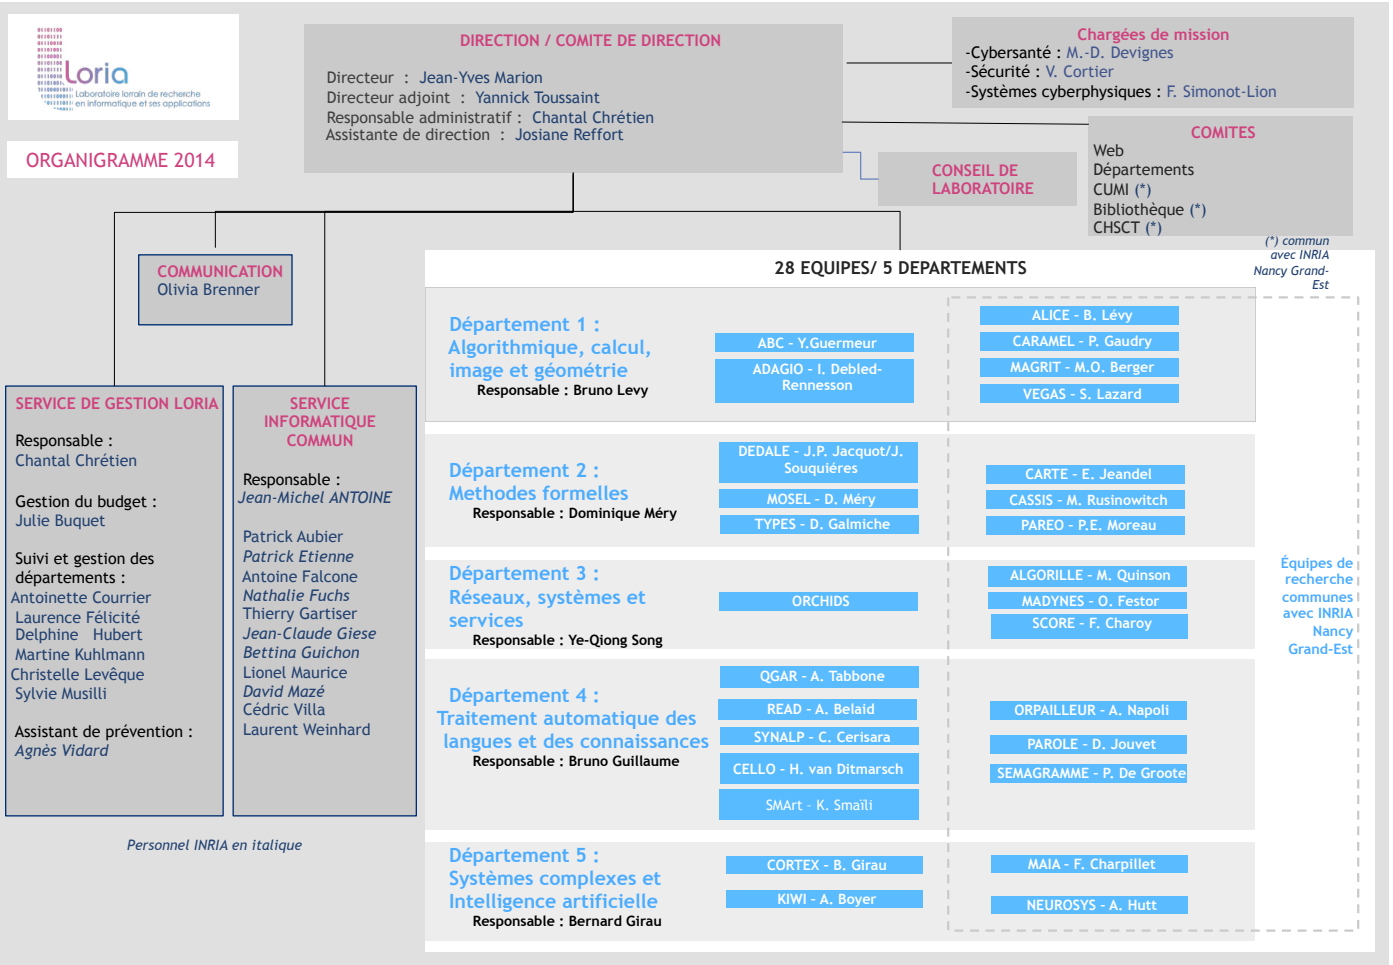 Loria
Laboratoire lorrain de recherche
en informatique et ses applications
ORGANIGRAMME 2014
DIRECTION / COMITE DE DIRECTION
Directeur : Jean-Yves Marion
Directeur adjoint : Yannick Toussaint
Responsable administratif : Chantal Chrétien
Assistante de direction : Josiane Reffort
Chargées de mission
-Cybersanté : M.-D. Devignes
-Sécurité : V. Cortier
-Systèmes cyberphysiques : F. Simonot-Lion
COMITES
Web
Départements
CUMI (*)
Bibliothèque (*)
CHSCT (*)
(*) commun
avec INRIA
Nancy Grand-
Est
CONSEIL DE
LABORATOIRE
COMMUNICATION
Olivia Brenner
SERVICE DE GESTION LORIA
Responsable :
Chantal Chrétien
Gestion du budget :
Julie Buquet
Suivi et gestion des
départements :
Antoinette Courrier
Laurence Félicité
Delphine Hubert
Martine Kuhlmann
Christelle Levêque
Sylvie Musilli
Assistant de prévention :
Agnès Vidard
SERVICE
INFORMATIQUE
COMMUN
Responsable :
Jean-Michel ANTOINE
Patrick Aubier
Patrick Etienne
Antoine Falcone
Nathalie Fuchs
Thierry Gartiser
Jean-Claude Giese
Bettina Guichon
Lionel Maurice
David Mazé
Cédric Villa
Laurent Weinhard
Personnel INRIA en italique
28 EQUIPES/ 5 DEPARTEMENTS
Département 1 :
Algorithmique, calcul,
image et géométrie
Responsable : Bruno Levy
ABC - Y.Guermeur
ADAGIO - I. Debled-
Rennesson
ALICE - B. Lévy
CARAMEL - P. Gaudry
MAGRIT - M.O. Berger
VEGAS - S. Lazard
Département 2 :
Methodes formelles
Responsable : Dominique Méry
DEDALE - J.P. Jacquot/J.
Souquiéres
MOSEL - D. Méry
TYPES - D. Galmiche
CARTE - E. Jeandel
CASSIS - M. Rusinowitch
PAREO - P.E. Moreau
Département 3 :
Réseaux, systèmes et
services
Responsable : Ye-Qiong Song
ORCHIDS
ALGORILLE - M. Quinson
MADYNES - O. Festor
SCORE - F. Charoy
Département 4 :
Traitement automatique des
langues et des connaissances
Responsable : Bruno Guillaume
QGAR - A. Tabbone
READ - A. Belaid
SYNALP - C. Cerisara
CELLO - H. van Ditmarsch
SMArt - K. Smaïli
ORPAILLEUR - A. Napoli
PAROLE - D. Jouvet
SEMAGRAMME - P. De Groote
Département 5 :
Systèmes complexes et
Intelligence artificielle
Responsable : Bernard Girau
CORTEX - B. Girau
KIWI - A. Boyer
MAIA - F. Charpillet
NEUROSYS - A. Hutt
Équipes de
recherche
communes
avec INRIA
Nancy
Grand-Est